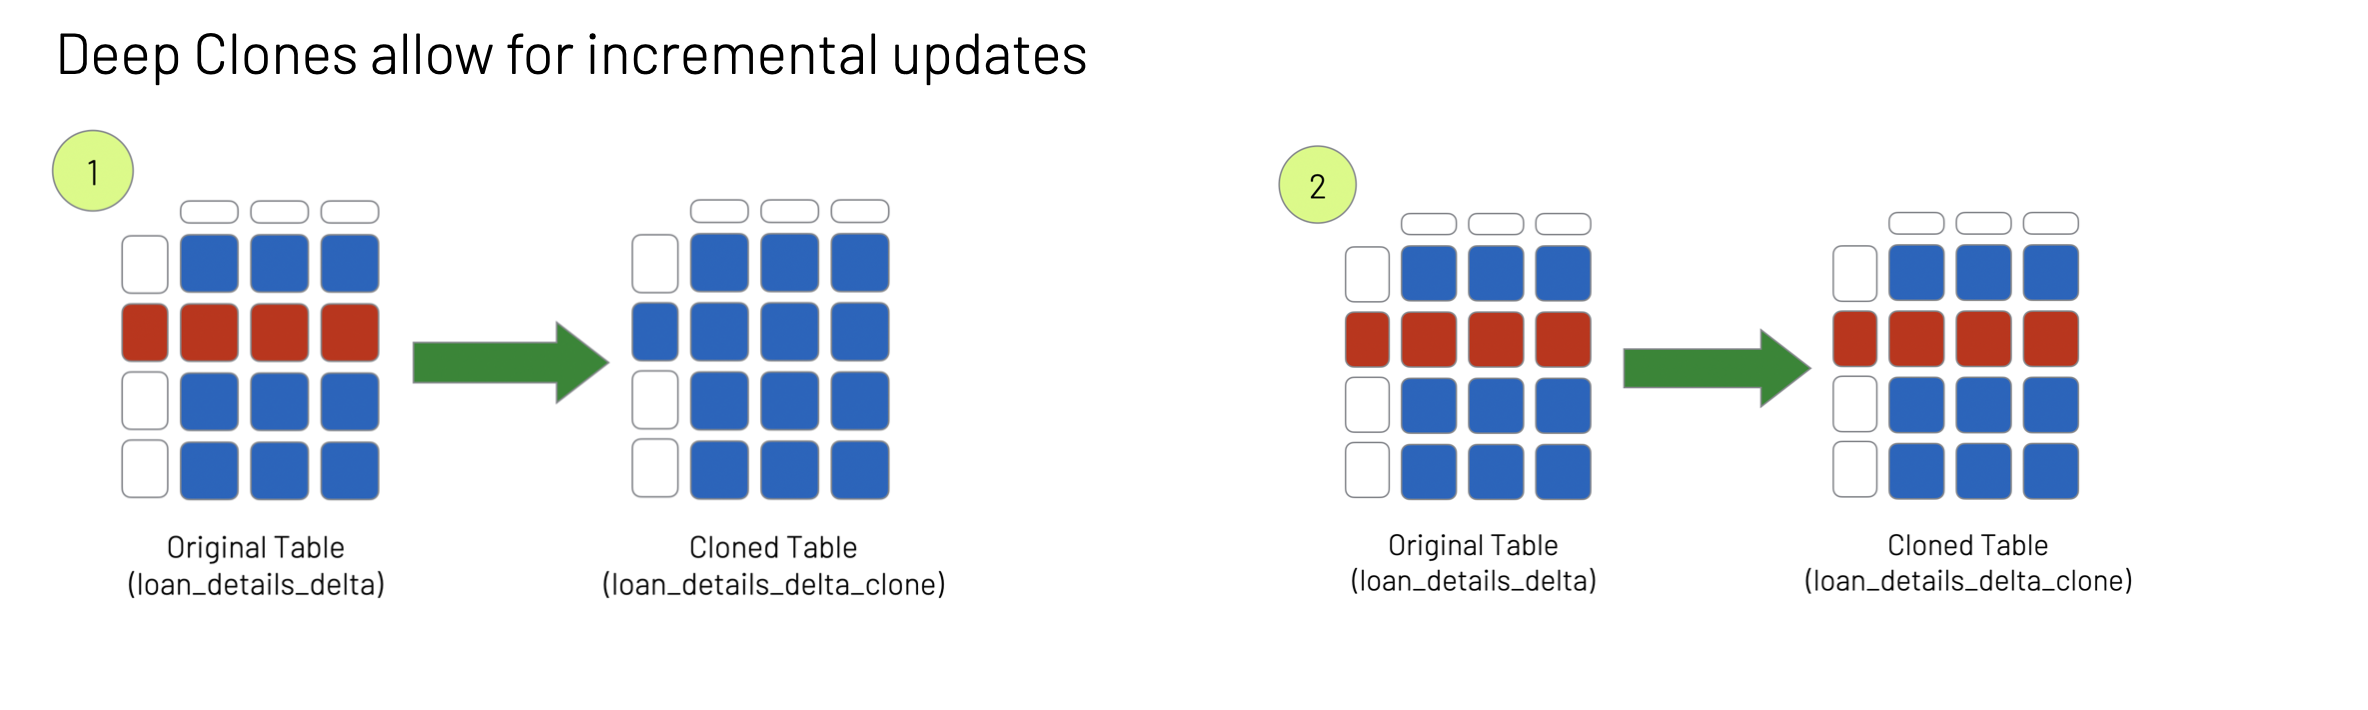 Deep Clones allow for incremental updates
1
Original Table
(loan_details_delta)
Cloned Table
(loan_details_delta_clone)
2
Original Table
(loan_details_delta)
Cloned Table
(loan_details_delta_clone)